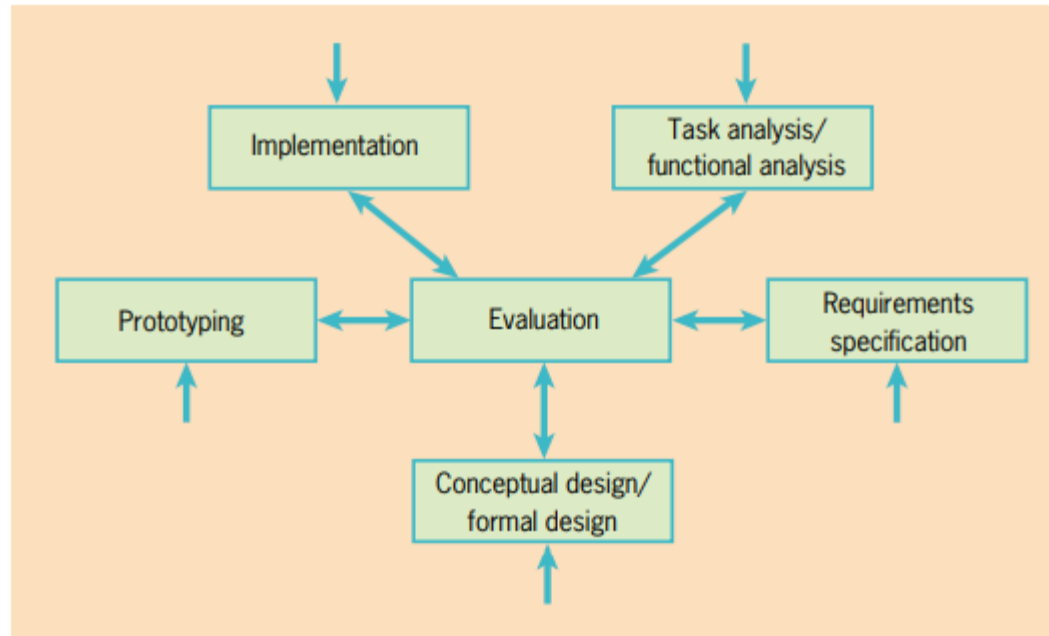 Implementation
Task analysis/
functional analysis
Prototyping
Evaluation
Requirements
specification
Conceptual design/
formal design